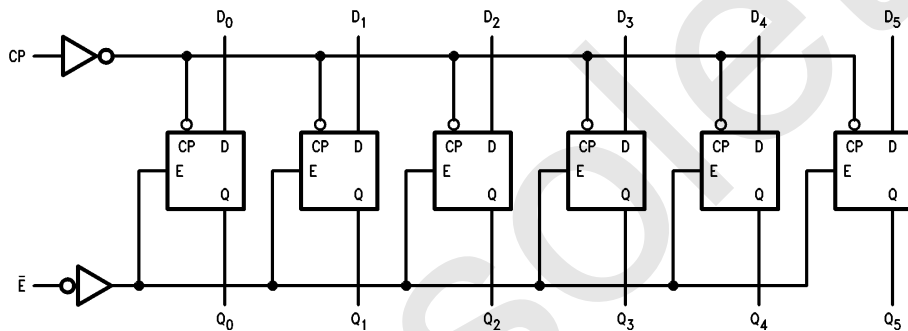 D0 D1 D2 D3 D4 D5
CP
CP D CP D CP D CP D CP D CP D
E E E E E E
Q Q Q Q Q Q
Ē
Q0 Q1 Q2 Q3 Q4 Q5